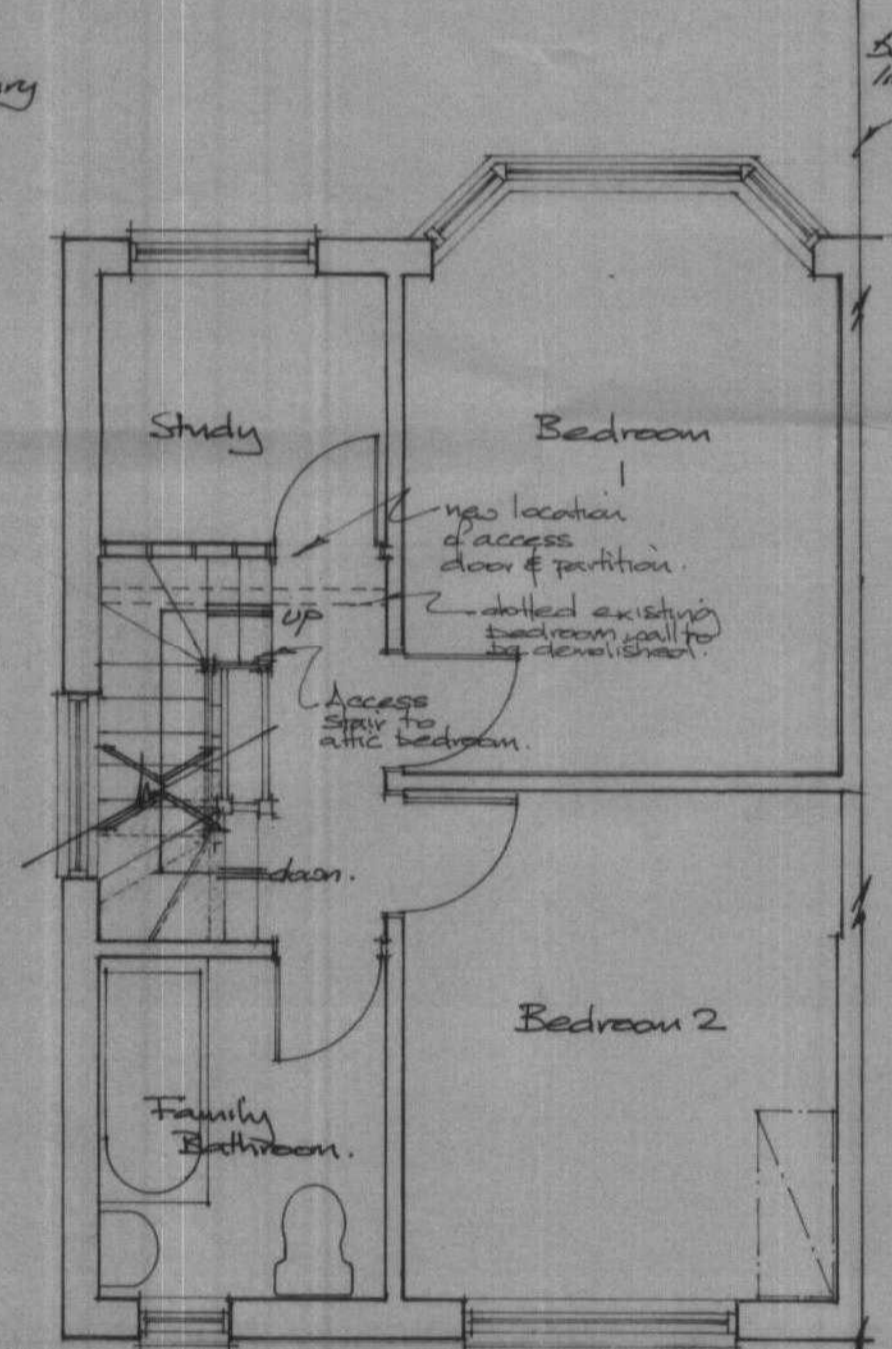 Study
Bedroom
1
new location
of access
door & partition.
dotted existing
bedroom wall to
be demolished.
up
Access
stair to
attic bedroom.
down.
Bedroom 2
Family
Bathroom.